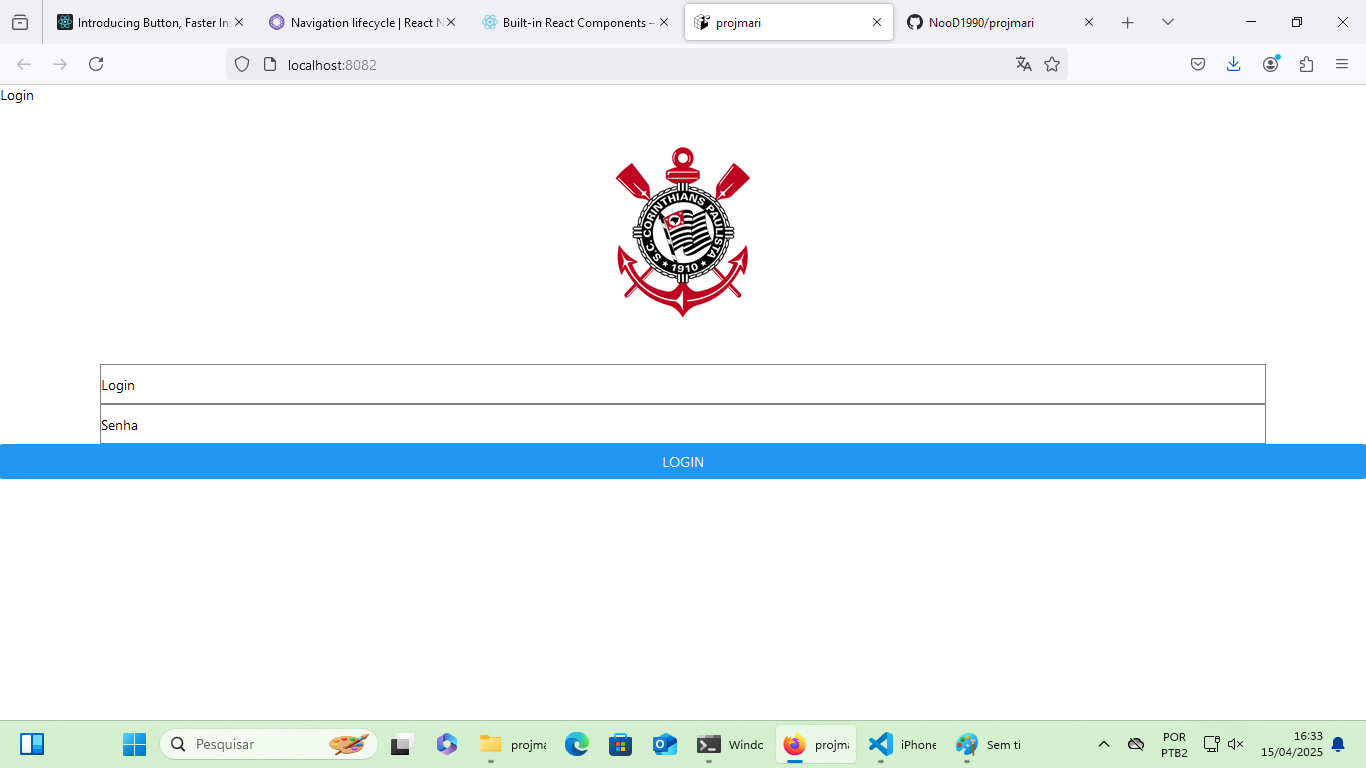 Introducing Button, Faster Ins
Navigation lifecycle | React N
Built-in React Components –
projmari
NooD1990/projmari
localhost:8082
Login
S.C. CORINTHIANS PAULISTA
1910
Login
Senha
LOGIN
Pesquisar
projma
Windc
projma
iPhone
Sem ti
POR
PTB2
16:33
15/04/2025